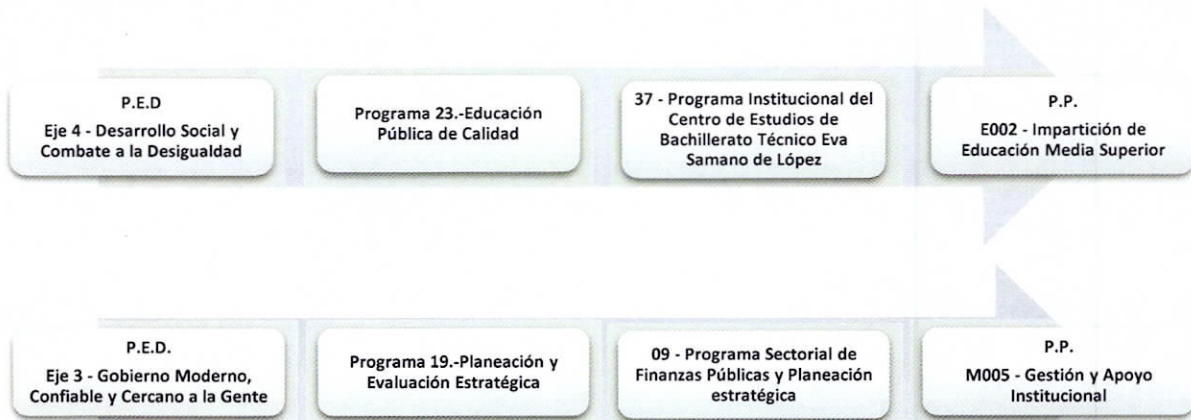 P.E.D
Eje 4 - Desarrollo Social y
Combate a la Desigualdad
Programa 23.-Educación
Pública de Calidad
37 - Programa Institucional del
Centro de Estudios de
Bachillerato Técnico Eva
Samano de López
P.P.
E002 - Impartición de
Educación Media Superior
P.E.D.
Eje 3 - Gobierno Moderno,
Confiable y Cercano a la Gente
Programa 19.-Planeación y
Evaluación Estratégica
09 - Programa Sectorial de
Finanzas Públicas y Planeación
estratégica
P.P.
M005 - Gestión y Apoyo
Institucional